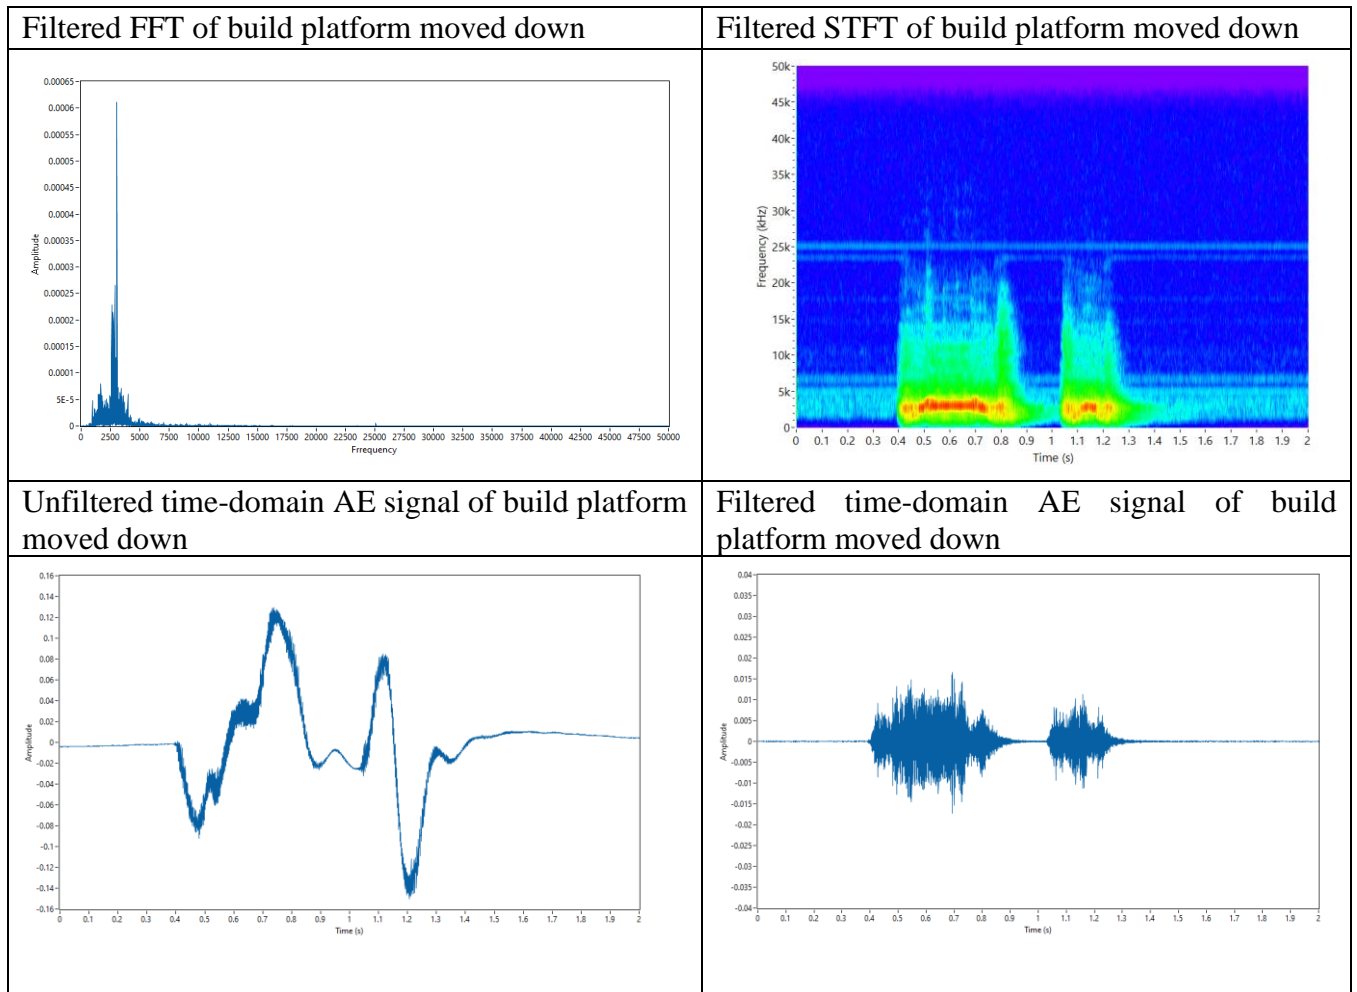 Filtered FFT of build platform moved down
Filtered STFT of build platform moved down
0.00065
0.0006
0.00055
0.0005
0.00045
0.0004
0.00035
0.0003
0.00025
0.0002
0.00015
0.0001
5E-5
0
Amplitude
0 2500 5000 7500 10000 12500 15000 17500 20000 22500 25000 27500 30000 32500 35000 37500 40000 42500 45000 47500 50000
Frrequency
50k
45k
40k
35k
30k
25k
20k
15k
10k
5k
0
Frequency (kHz)
0 0.1 0.2 0.3 0.4 0.5 0.6 0.7 0.8 0.9 1 1.1 1.2 1.3 1.4 1.5 1.6 1.7 1.8 1.9 2
Time (s)
Unfiltered time-domain AE signal of build platform
moved down
Filtered time-domain AE signal of build
platform moved down
0.16
0.14
0.12
0.1
0.08
0.06
0.04
0.02
0
-0.02
-0.04
-0.06
-0.08
-0.1
-0.12
-0.14
-0.16
Amplitude
0 0.1 0.2 0.3 0.4 0.5 0.6 0.7 0.8 0.9 1 1.1 1.2 1.3 1.4 1.5 1.6 1.7 1.8 1.9 2
Time (s)
0.04
0.035
0.03
0.025
0.02
0.015
0.01
0.005
0
-0.005
-0.01
-0.015
-0.02
-0.025
-0.03
-0.035
-0.04
Amplitude
0 0.1 0.2 0.3 0.4 0.5 0.6 0.7 0.8 0.9 1 1.1 1.2 1.3 1.4 1.5 1.6 1.7 1.8 1.9 2
Time (s)